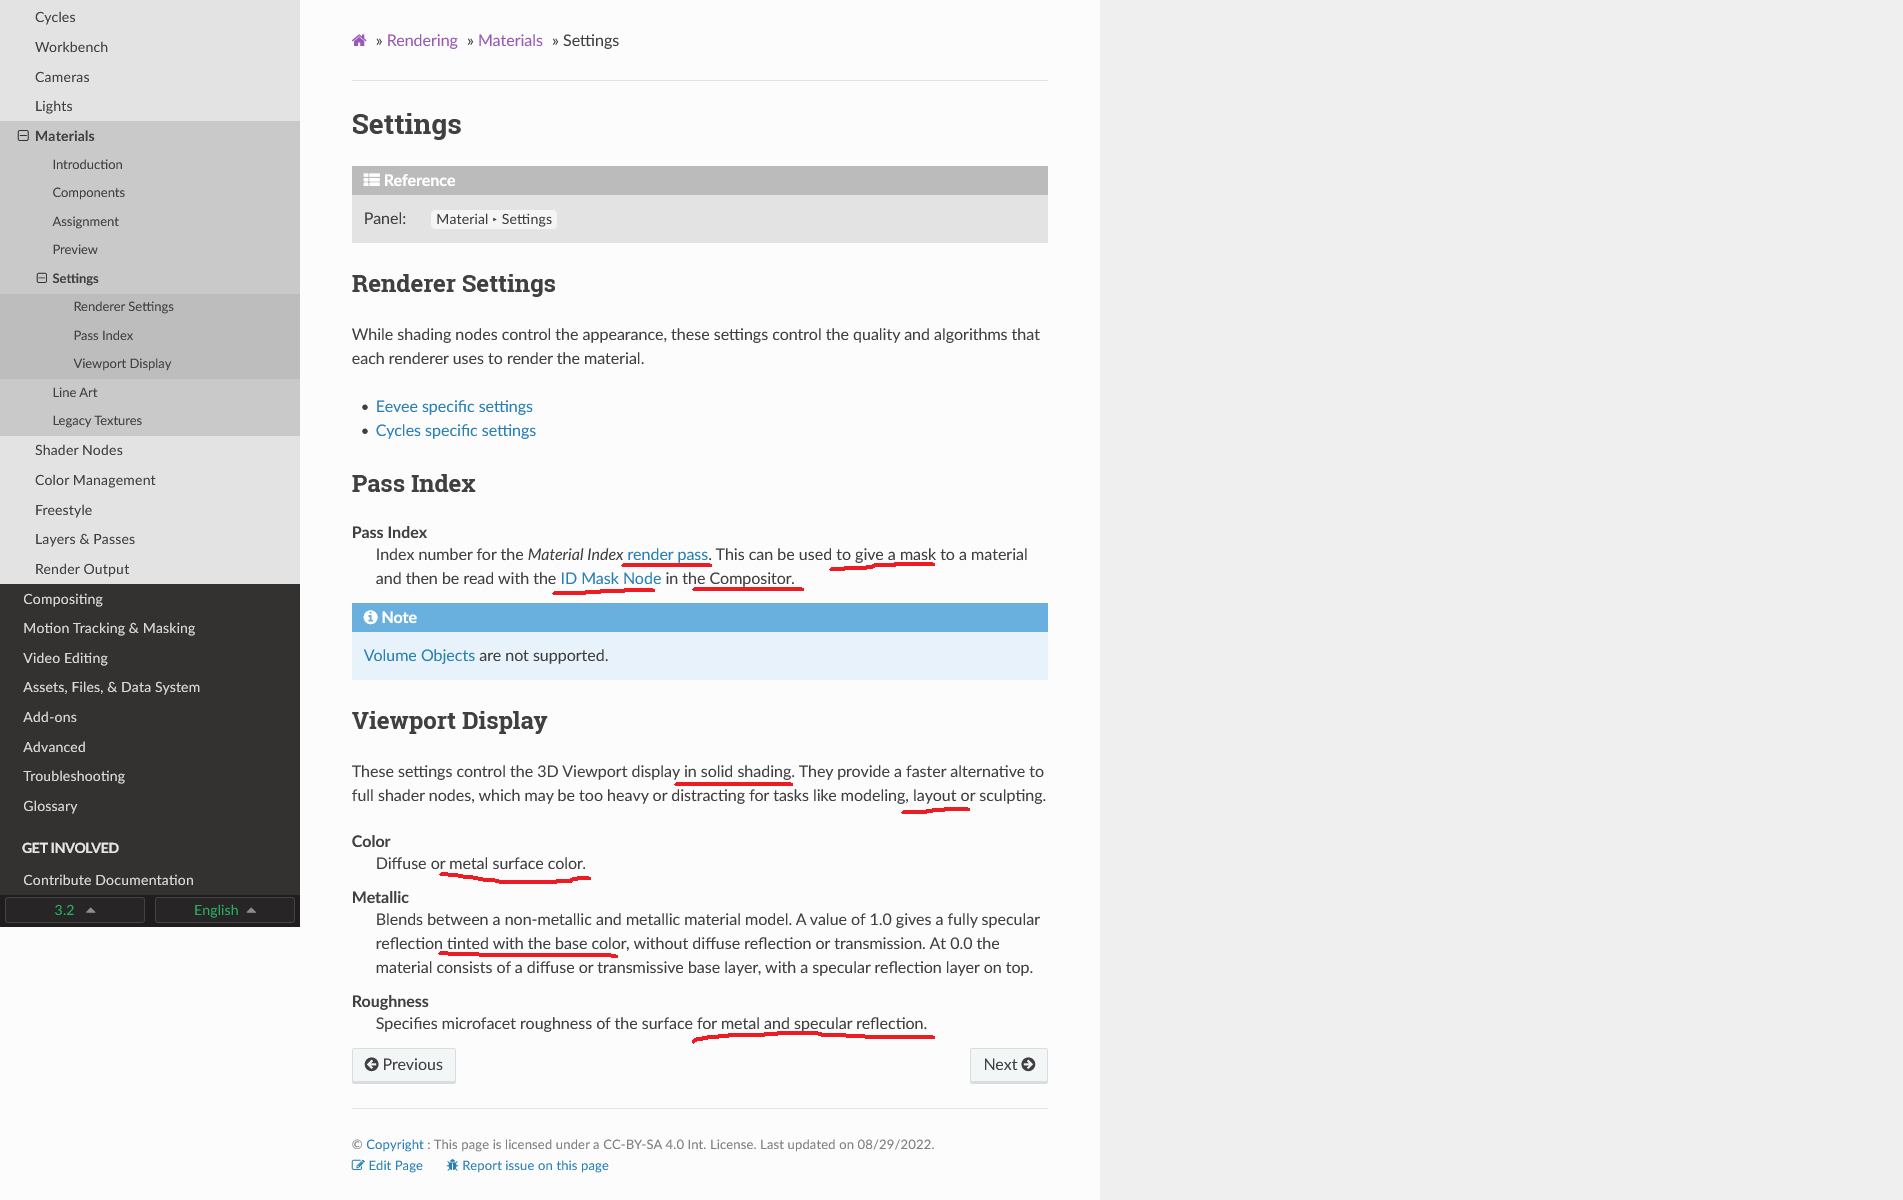 Cycles
Workbench
Cameras
Lights
Materials
Introduction
Components
Assignment
Preview
Settings
Renderer Settings
Pass Index
Viewport Display
Line Art
Legacy Textures
Shader Nodes
Color Management
Freestyle
Layers & Passes
Render Output
Compositing
Motion Tracking & Masking
Video Editing
Assets, Files, & Data System
Add-ons
Advanced
Troubleshooting
Glossary
GET INVOLVED
Contribute Documentation
3.2
English
» Rendering » Materials » Settings
Settings
Reference
Panel: Material ‣ Settings
Renderer Settings
While shading nodes control the appearance, these settings control the quality and algorithms that
each renderer uses to render the material.
• Eevee specific settings
• Cycles specific settings
Pass Index
Pass Index
Index number for the Material Index render pass. This can be used to give a mask to a material
and then be read with the ID Mask Node in the Compositor.
Note
Volume Objects are not supported.
Viewport Display
These settings control the 3D Viewport display in solid shading. They provide a faster alternative to
full shader nodes, which may be too heavy or distracting for tasks like modeling, layout or sculpting.
Color
Diffuse or metal surface color.
Metallic
Blends between a non-metallic and metallic material model. A value of 1.0 gives a fully specular
reflection tinted with the base color, without diffuse reflection or transmission. At 0.0 the
material consists of a diffuse or transmissive base layer, with a specular reflection layer on top.
Roughness
Specifies microfacet roughness of the surface for metal and specular reflection.
Previous
Next
© Copyright : This page is licensed under a CC-BY-SA 4.0 Int. License. Last updated on 08/29/2022.
Edit Page Report issue on this page